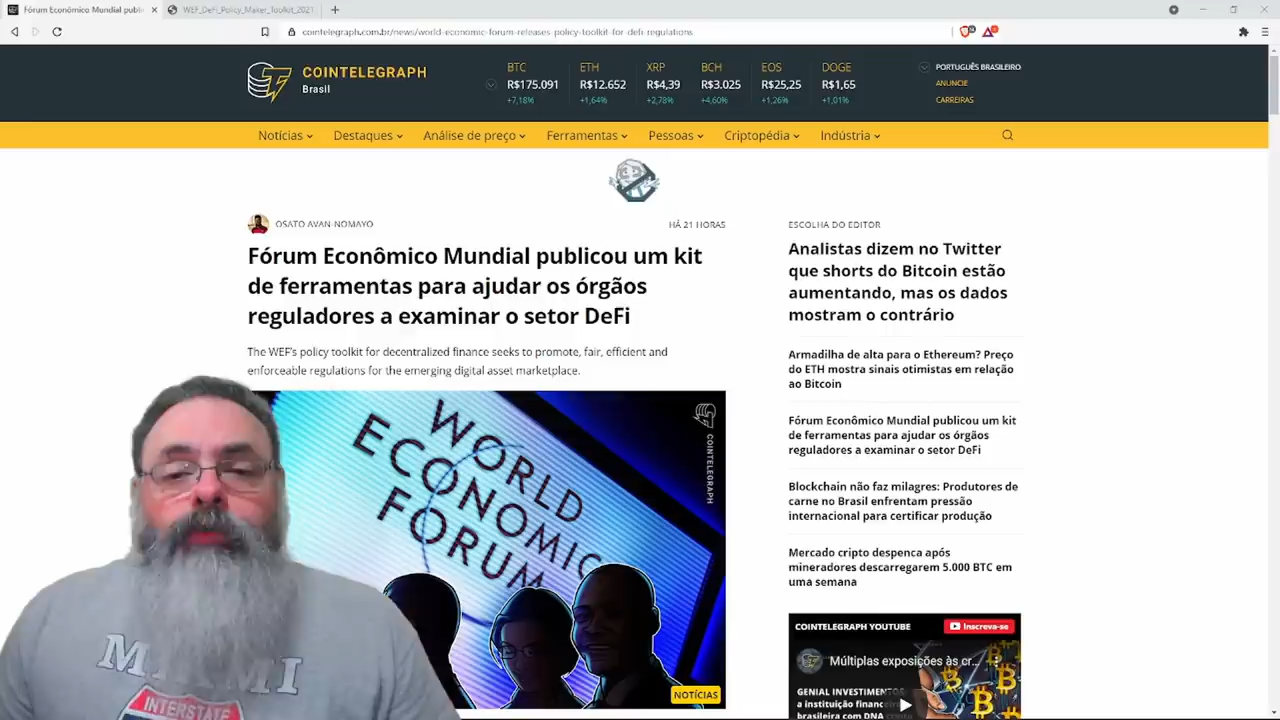 Fórum Econômico Mundial publi
WEF_DeFi_Policy_Maker_Toolkit_2021
cointelegraph.com.br/news/world-economic-forum-releases-policy-toolkit-for-defi-regulations
COINTELEGRAPH
Brasil
BTC ETH XRP BCH EOS DOGE
R$175.091 R$12.652 R$4,39 R$3.025 R$25,25 R$1,65
+7,18% +1,64% +2,78% +4,60% +1,26% +1,01%
PORTUGUÊS BRASILEIRO
ANUNCIE
CARREIRAS
Notícias Destaques Análise de preço Ferramentas Pessoas Criptopédia Indústria
OSATO AVAN-NOMAYO
HÁ 21 HORAS
Fórum Econômico Mundial publicou um kit
de ferramentas para ajudar os órgãos
reguladores a examinar o setor DeFi
The WEF's policy toolkit for decentralized finance seeks to promote, fair, efficient and
enforceable regulations for the emerging digital asset marketplace.
WORLD
ECONOMIC
FORUM
COINTELEGRAPH
NOTÍCIAS
ESCOLHA DO EDITOR
Analistas dizem no Twitter
que shorts do Bitcoin estão
aumentando, mas os dados
mostram o contrário
Armadilha de alta para o Ethereum? Preço
do ETH mostra sinais otimistas em relação
ao Bitcoin
Fórum Econômico Mundial publicou um kit
de ferramentas para ajudar os órgãos
reguladores a examinar o setor DeFi
Blockchain não faz milagres: Produtores de
carne no Brasil enfrentam pressão
internacional para certificar produção
Mercado cripto despenca após
mineradores descarregarem 5.000 BTC em
uma semana
COINTELEGRAPH YOUTUBE
Inscreva-se
Múltiplas exposições às cr...
GENIAL INVESTIMENTOS
a instituição
brasileira com DNA